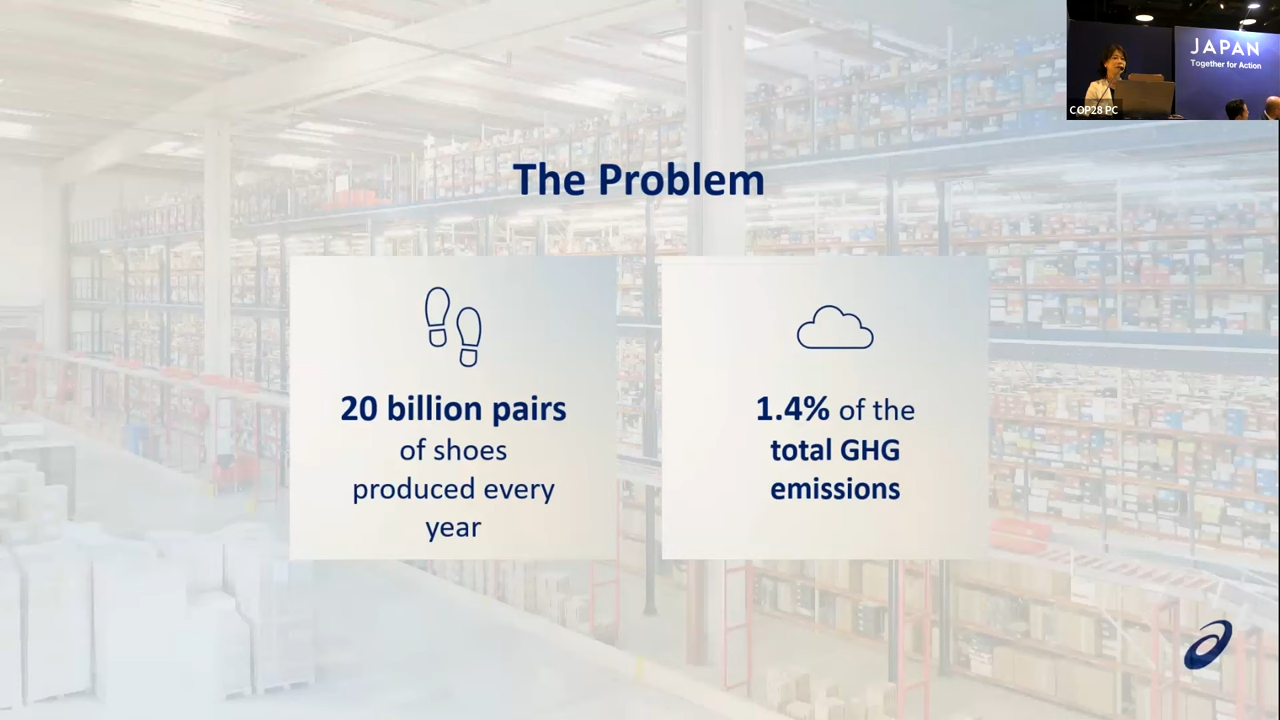 JAPAN
Together for Action
COP28 PC
The Problem
20 billion pairs
of shoes
produced every
year
1.4% of the
total GHG
emissions